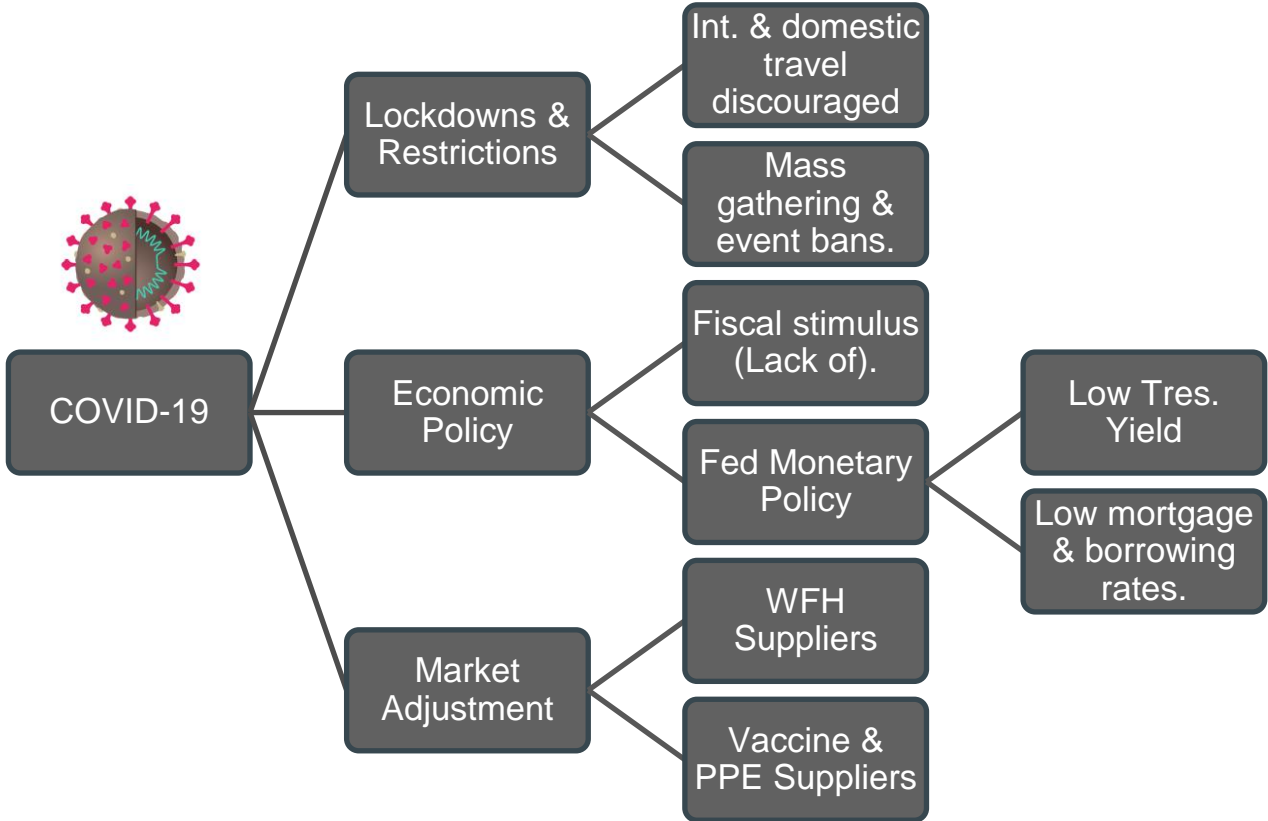 COVID-19
Lockdowns &
Restrictions
Int. & domestic
travel
discouraged
Mass
gathering &
event bans.
Economic
Policy
Fiscal stimulus
(Lack of).
Fed Monetary
Policy
Low Tres.
Yield
Low mortgage
& borrowing
rates.
Market
Adjustment
WFH
Suppliers
Vaccine &
PPE Suppliers